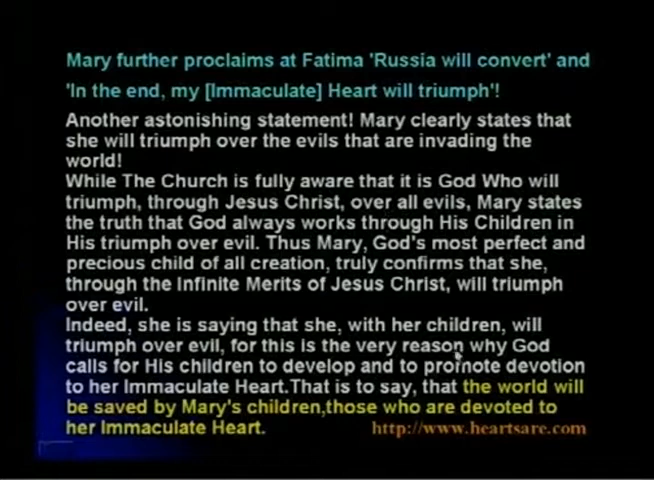 Mary further proclaims at Fatima 'Russia will convert' and
'In the end, my [Immaculate] Heart will triumph'!
Another astonishing statement! Mary clearly states that
she will triumph over the evils that are invading the
world!
While The Church is fully aware that it is God Who will
triumph, through Jesus Christ, over all evils, Mary states
the truth that God always works through His Children in
His triumph over evil. Thus Mary, God's most perfect and
precious child of all creation, truly confirms that she,
through the Infinite Merits of Jesus Christ, will triumph
over evil.
Indeed, she is saying that she, with her children, will
triumph over evil, for this is the very reason why God
calls for His children to develop and to promote devotion
to her Immaculate Heart.That is to say, that the world will
be saved by Mary's children,those who are devoted to
her Immaculate Heart. http://www.heartsare.com